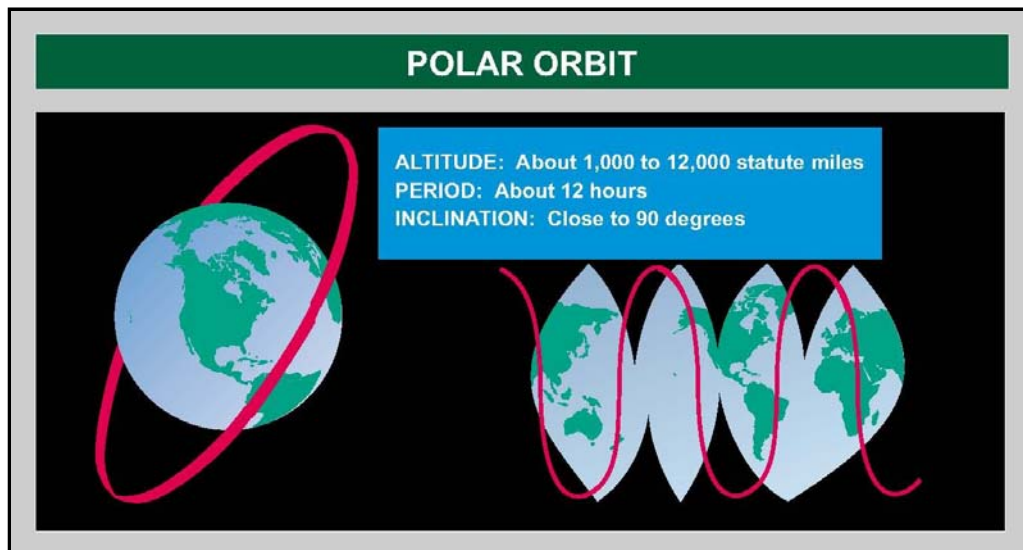 POLAR ORBIT
ALTITUDE: About 1,000 to 12,000 statute miles
PERIOD: About 12 hours
INCLINATION: Close to 90 degrees